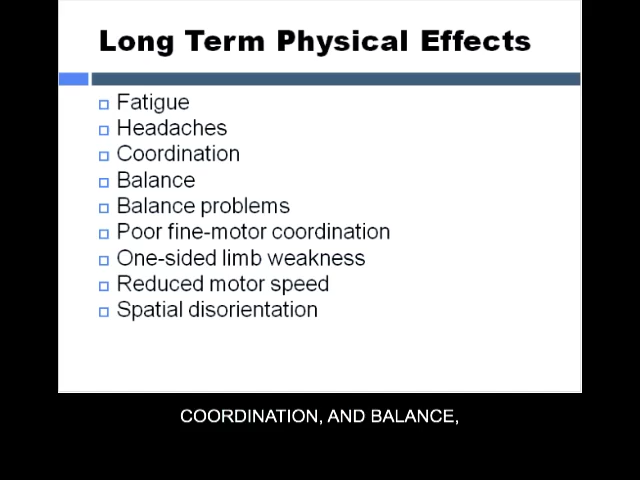 Long Term Physical Effects
Fatigue
Headaches
Coordination
Balance
Balance problems
Poor fine-motor coordination
One-sided limb weakness
Reduced motor speed
Spatial disorientation
COORDINATION, AND BALANCE,